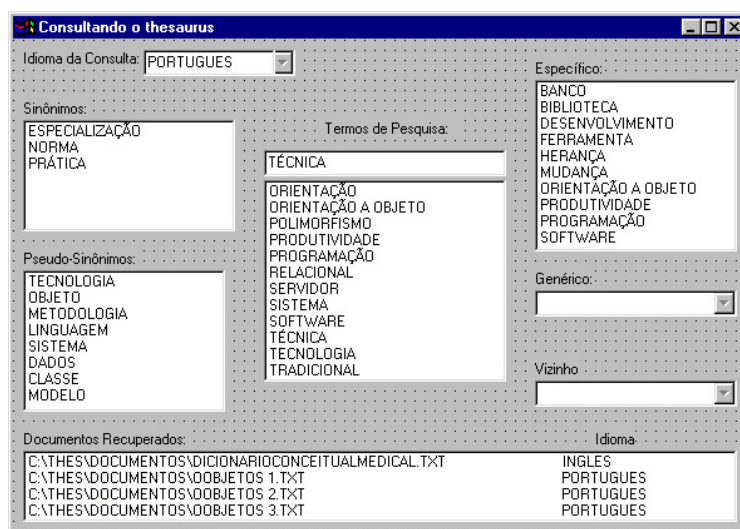 Consultando o thesaurus
Idioma da Consulta: PORTUGUES
Sinônimos:
ESPECIALIZAÇÃO
NORMA
PRÁTICA
Pseudo-Sinônimos:
TECNOLOGIA
OBJETO
METODOLOGIA
LINGUAGEM
SISTEMA
DADOS
CLASSE
MODELO
Termos de Pesquisa:
TÉCNICA
ORIENTAÇÃO
ORIENTAÇÃO A OBJETO
POLIMORFISMO
PRODUTIVIDADE
PROGRAMAÇÃO
RELACIONAL
SERVIDOR
SISTEMA
SOFTWARE
TÉCNICA
TECNOLOGIA
TRADICIONAL
Específico:
BANCO
BIBLIOTECA
DESENVOLVIMENTO
FERRAMENTA
HERANÇA
MUDANÇA
ORIENTAÇÃO A OBJETO
PRODUTIVIDADE
PROGRAMAÇÃO
SOFTWARE
Genérico:
Vizinho
Documentos Recuperados: Idioma
C:\THES\DOCUMENTOS\DICIONARIOCONCEITUALMEDICAL.TXT INGLES
C:\THES\DOCUMENTOS\OOBJETOS 1.TXT PORTUGUES
C:\THES\DOCUMENTOS\OOBJETOS 2.TXT PORTUGUES
C:\THES\DOCUMENTOS\OOBJETOS 3.TXT PORTUGUES